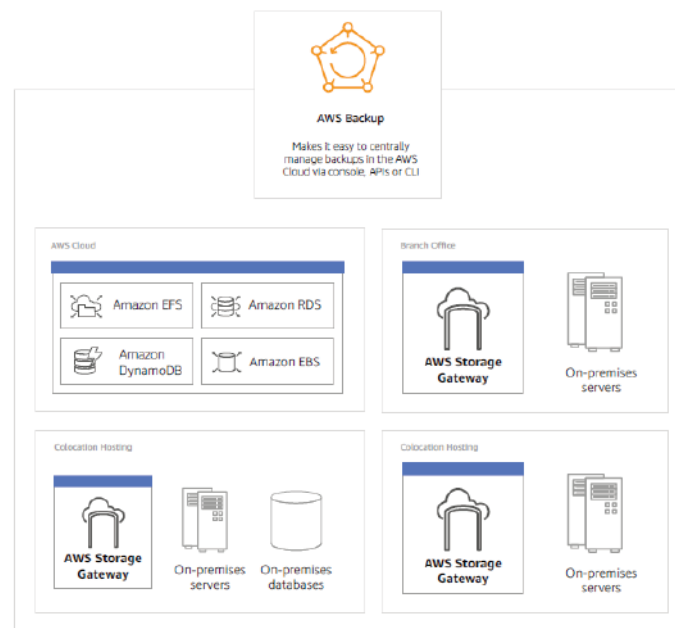 AWS Backup
Makes it easy to centrally
manage backups in the AWS
Cloud via console, APIs or CLI
AWS Cloud
Amazon EFS
Amazon RDS
Amazon
DynamoDB
Amazon EBS
Branch Office
AWS Storage
Gateway
On-premises
servers
Colocation Hosting
AWS Storage
Gateway
On-premises
servers
On-premises
databases
Colocation Hosting
AWS Storage
Gateway
On-premises
servers